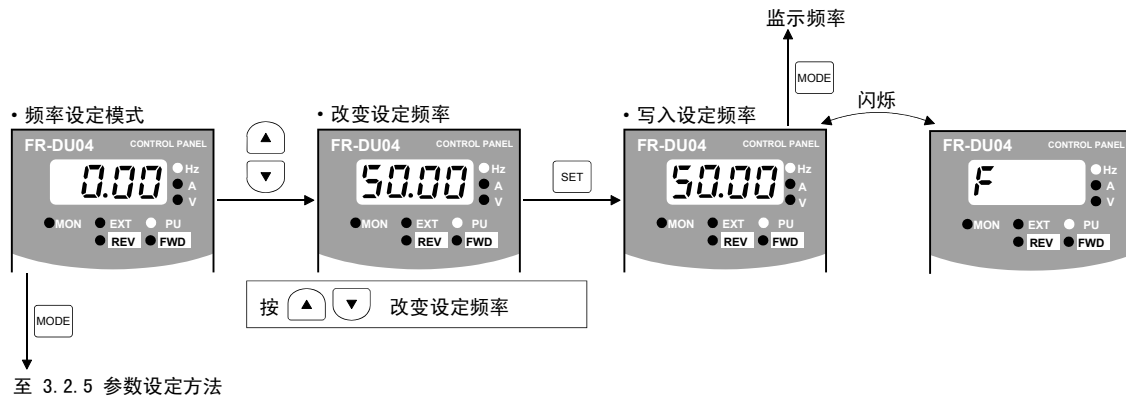 监示频率
MODE
闪烁
•频率设定模式
•改变设定频率
•写入设定频率
FR-DU04 CONTROL PANEL
0.00
Hz
A
V
MON EXT PU
REV FWD
▲
▼
FR-DU04 CONTROL PANEL
50.00
Hz
A
V
MON EXT PU
REV FWD
SET
FR-DU04 CONTROL PANEL
50.00
Hz
A
V
MON EXT PU
REV FWD
FR-DU04 CONTROL PANEL
F
Hz
A
V
MON EXT PU
REV FWD
MODE
按 ▲ ▼ 改变设定频率
至 3.2.5 参数设定方法